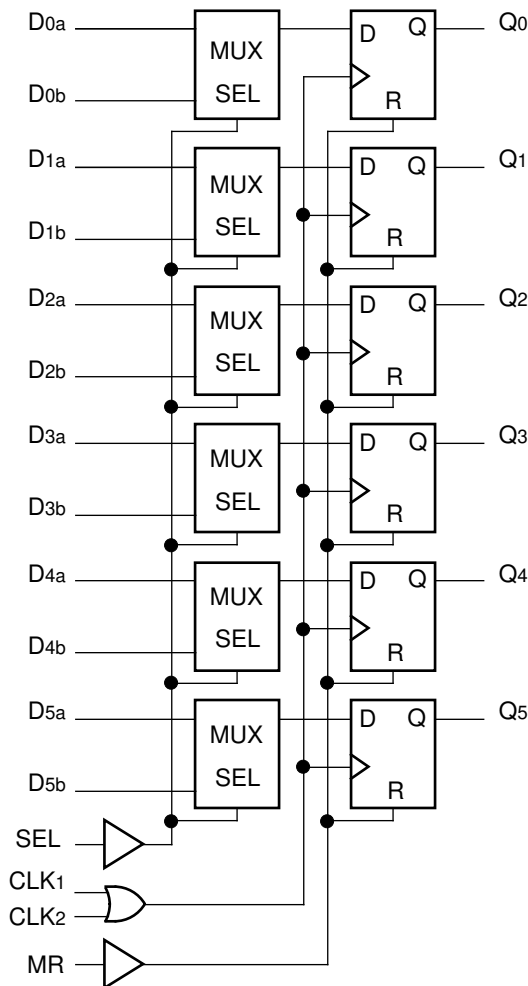 D0a MUX D Q Q0
D0b SEL R
D1a MUX D Q Q1
D1b SEL R
D2a MUX D Q Q2
D2b SEL R
D3a MUX D Q Q3
D3b SEL R
D4a MUX D Q Q4
D4b SEL R
D5a MUX D Q Q5
D5b SEL R
SEL
CLK1
CLK2
MR